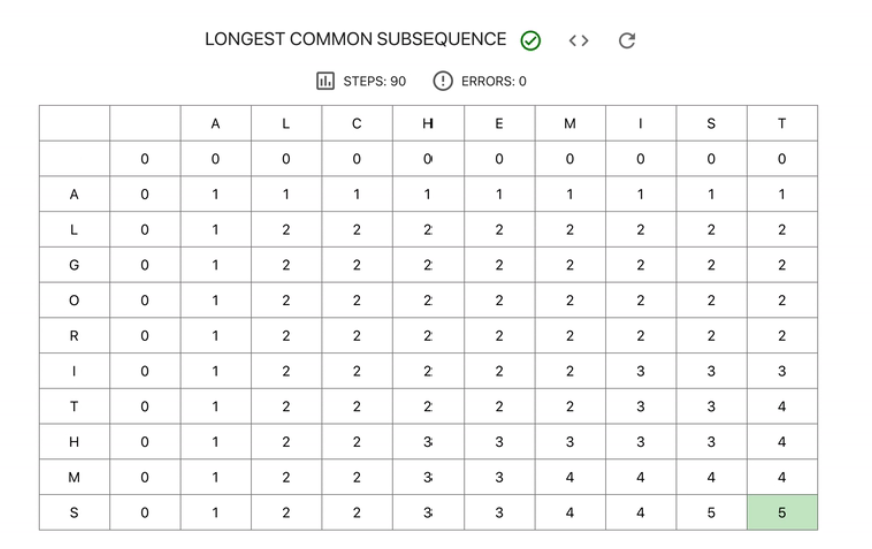 LONGEST COMMON SUBSEQUENCE
STEPS: 90 ERRORS: 0
A L C H E M I S T
0 0 0 0 0 0 0 0 0 0
A 0 1 1 1 1 1 1 1 1 1
L 0 1 2 2 2 2 2 2 2 2
G 0 1 2 2 2 2 2 2 2 2
O 0 1 2 2 2 2 2 2 2 2
R 0 1 2 2 2 2 2 2 2 2
I 0 1 2 2 2 2 2 3 3 3
T 0 1 2 2 2 2 2 3 3 4
H 0 1 2 2 3 3 3 3 3 4
M 0 1 2 2 3 3 4 4 4 4
S 0 1 2 2 3 3 4 4 5 5